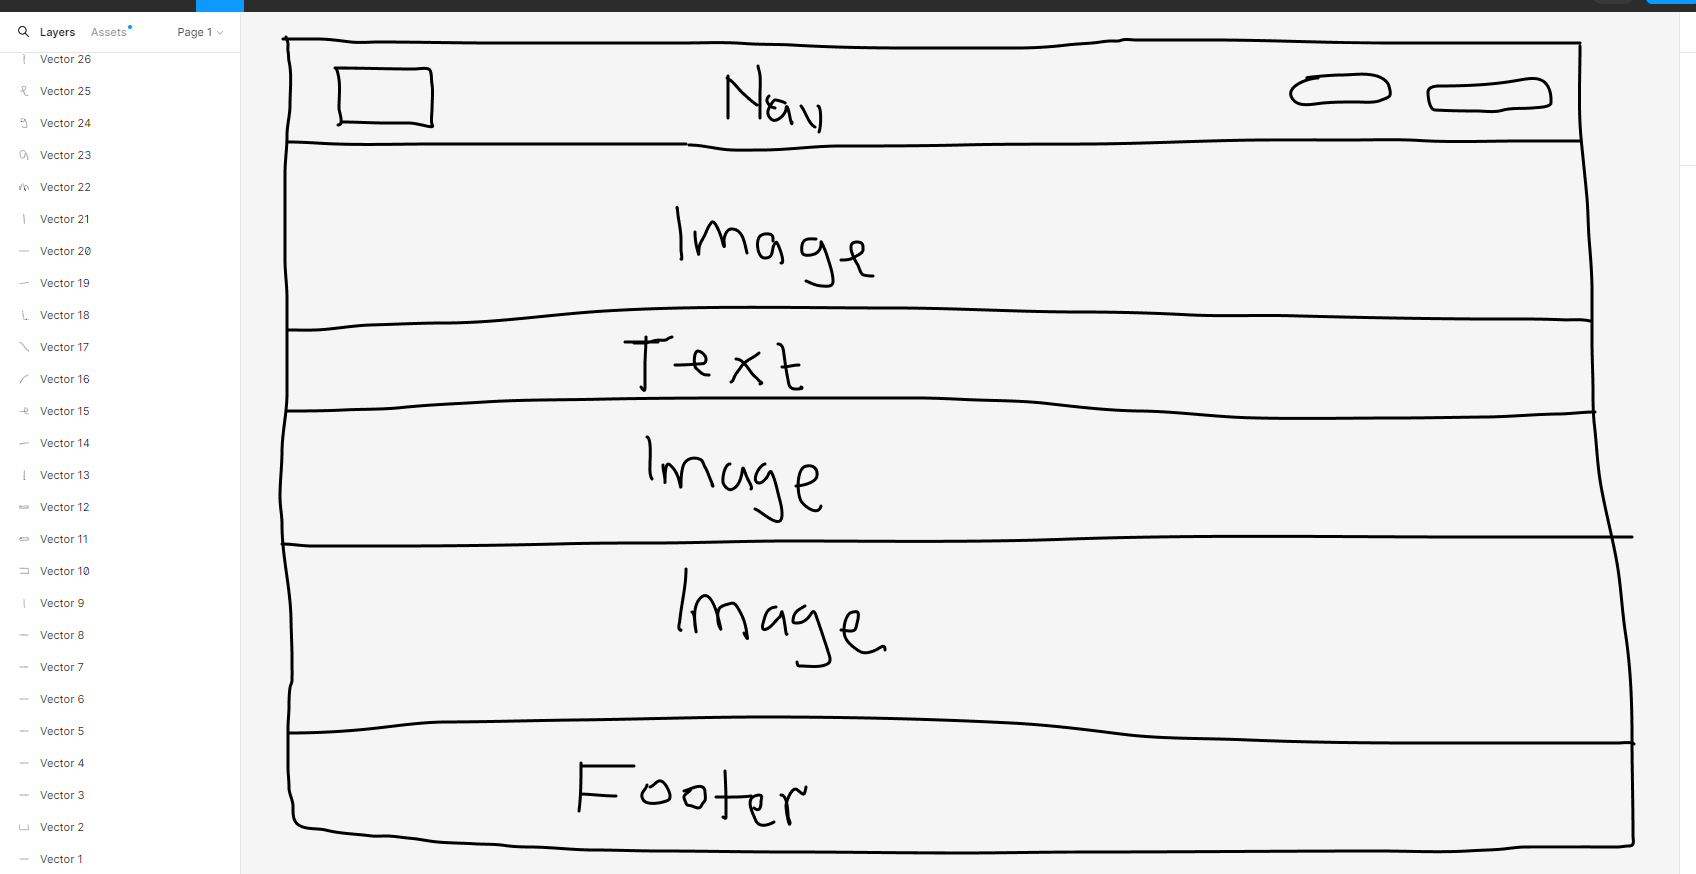 Layers Assets Page 1
Vector 26
Vector 25
Vector 24
Vector 23
Vector 22
Vector 21
Vector 20
Vector 19
Vector 18
Vector 17
Vector 16
Vector 15
Vector 14
Vector 13
Vector 12
Vector 11
Vector 10
Vector 9
Vector 8
Vector 7
Vector 6
Vector 5
Vector 4
Vector 3
Vector 2
Vector 1
Nav
Image
Text
Image
Image
Footer